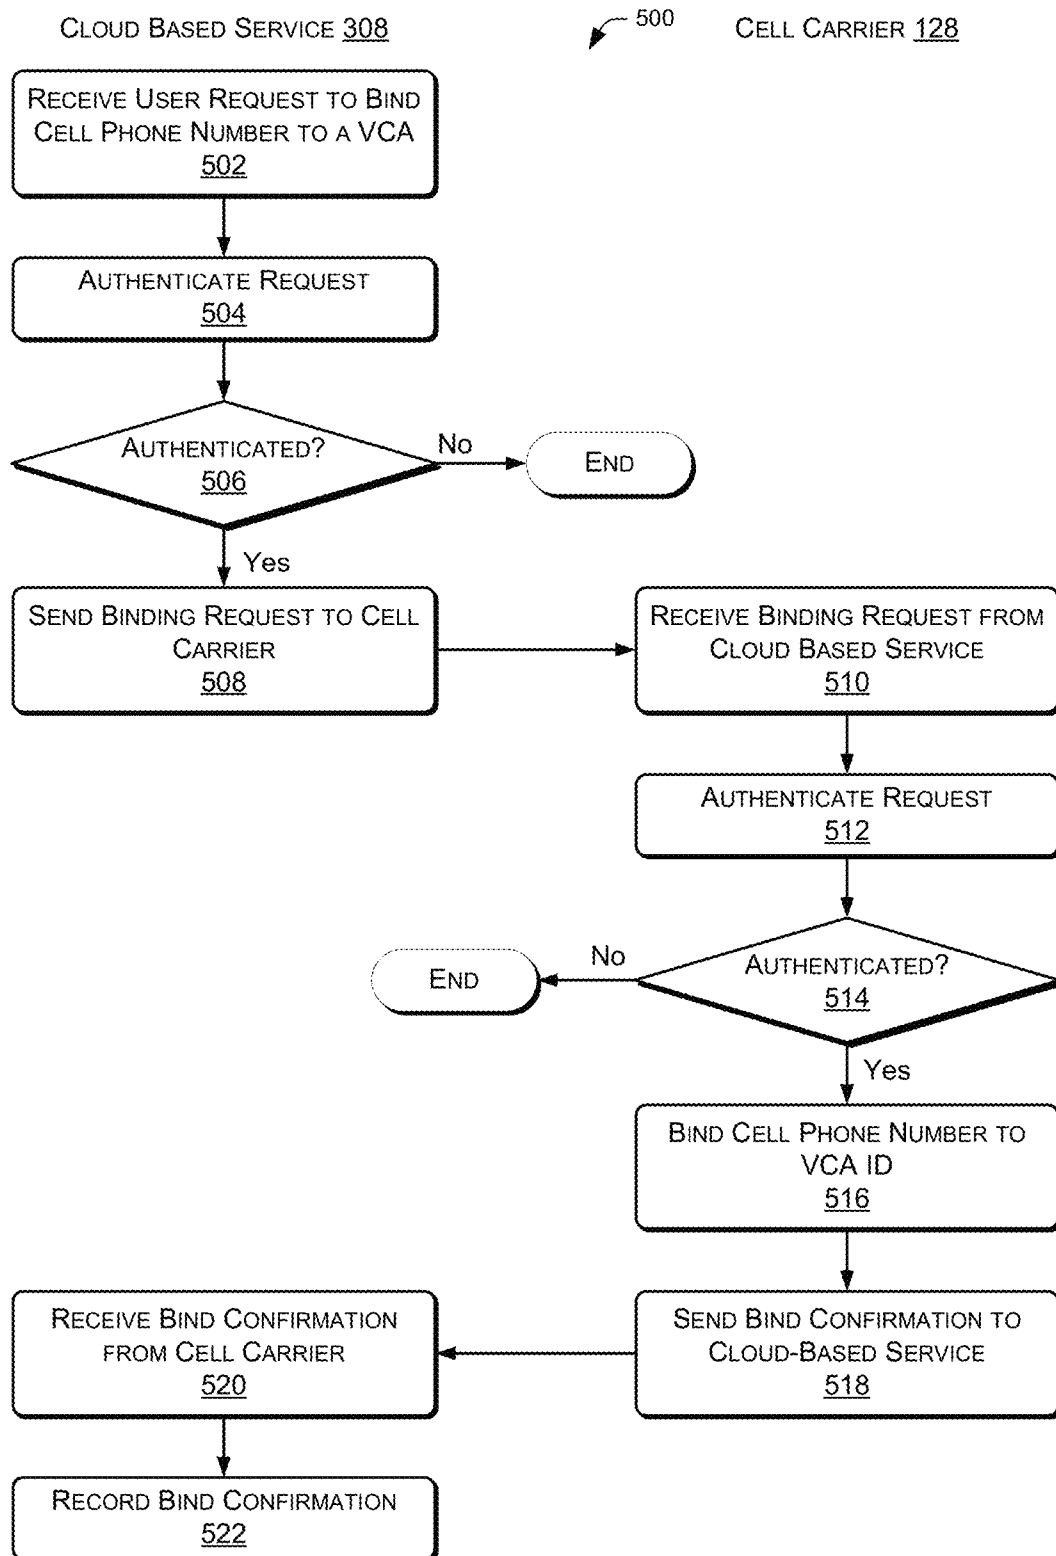 CLOUD BASED SERVICE 308
500
CELL CARRIER 128
RECEIVE USER REQUEST TO BIND
CELL PHONE NUMBER TO A VCA
502
AUTHENTICATE REQUEST
504
AUTHENTICATED?
506
No
END
Yes
SEND BINDING REQUEST TO CELL
CARRIER
508
RECEIVE BINDING REQUEST FROM
CLOUD BASED SERVICE
510
AUTHENTICATE REQUEST
512
AUTHENTICATED?
514
No
END
Yes
BIND CELL PHONE NUMBER TO
VCA ID
516
SEND BIND CONFIRMATION TO
CLOUD-BASED SERVICE
518
RECEIVE BIND CONFIRMATION
FROM CELL CARRIER
520
RECORD BIND CONFIRMATION
522